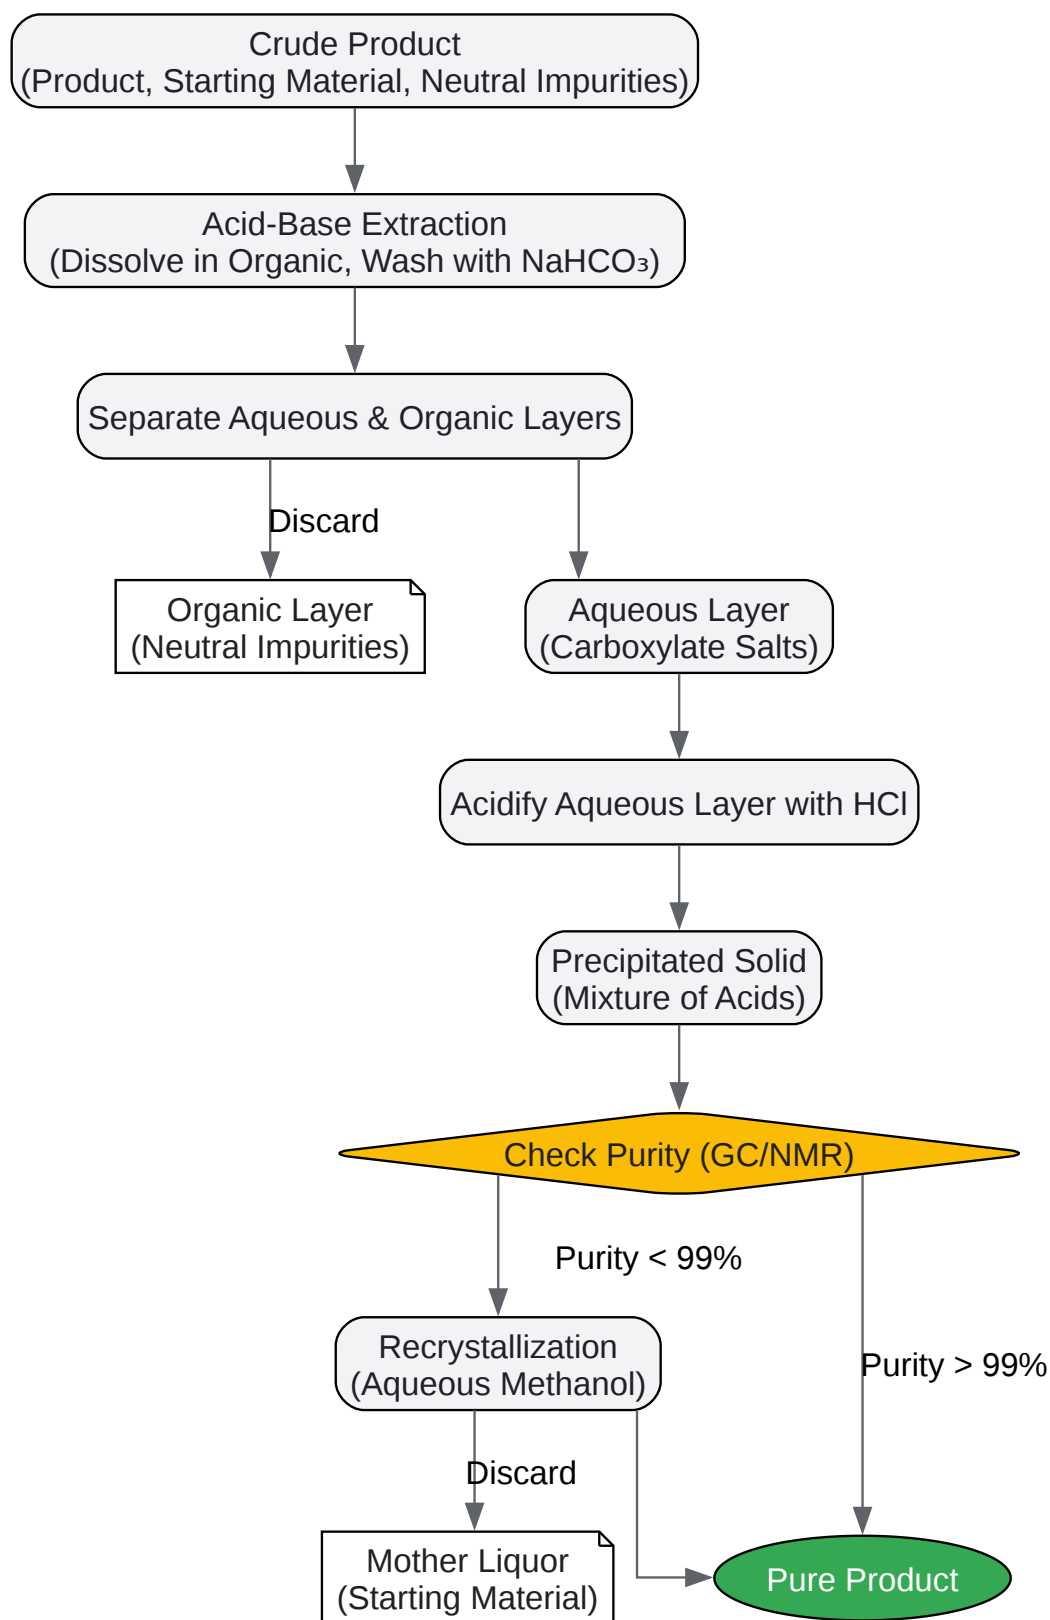 Crude Product
(Product, Starting Material, Neutral Impurities)
Acid-Base Extraction
(Dissolve in Organic, Wash with NaHCO₃)
Separate Aqueous & Organic Layers
Discard
Organic Layer
(Neutral Impurities)
Aqueous Layer
(Carboxylate Salts)
Acidify Aqueous Layer with HCl
Precipitated Solid
(Mixture of Acids)
Check Purity (GC/NMR)
Purity < 99%
Recrystallization
(Aqueous Methanol)
Purity > 99%
Discard
Mother Liquor
(Starting Material)
Pure Product